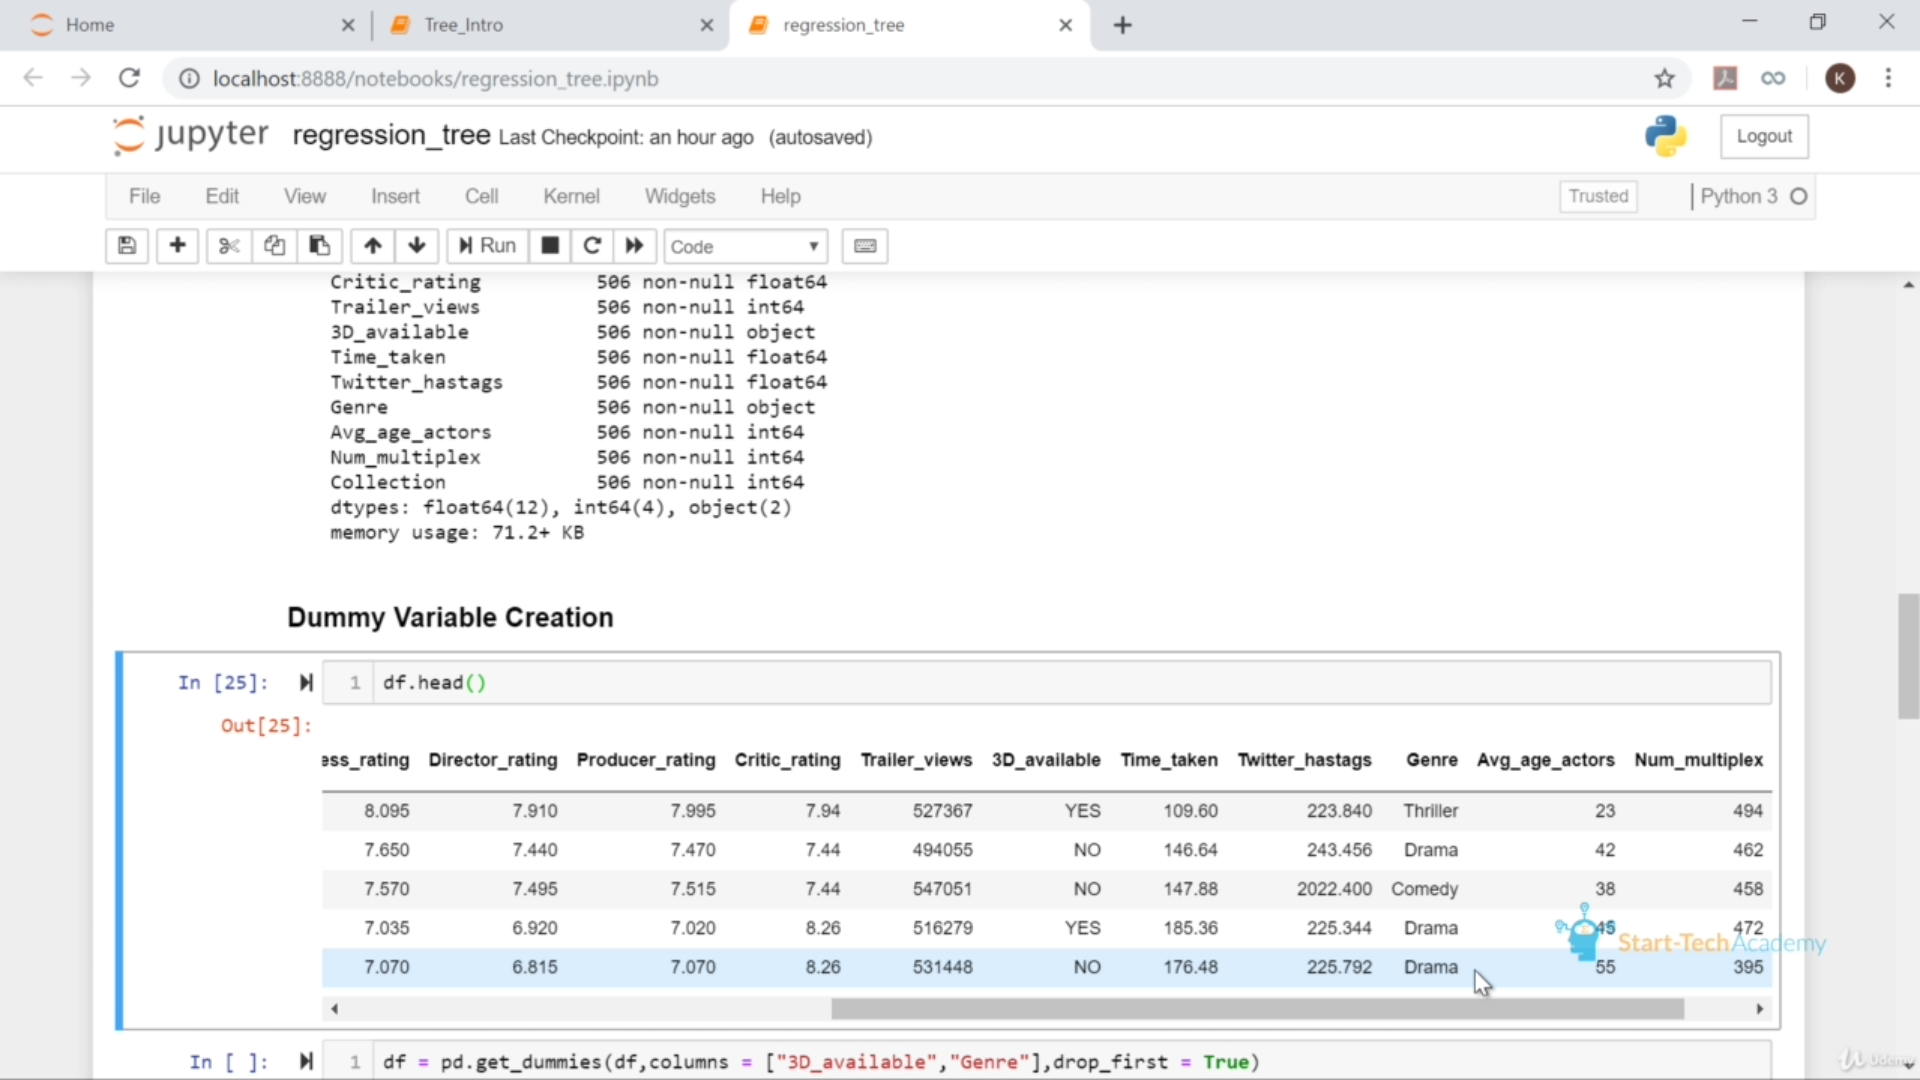 Home
Tree_Intro
regression_tree
localhost:8888/notebooks/regression_tree.ipynb
K
jupyter regression_tree Last Checkpoint: an hour ago (autosaved)
Logout
File Edit View Insert Cell Kernel Widgets Help
Trusted
Python 3
Run
Code
Critic_rating 506 non-null float64
Trailer_views 506 non-null int64
3D_available 506 non-null object
Time_taken 506 non-null float64
Twitter_hastags 506 non-null float64
Genre 506 non-null object
Avg_age_actors 506 non-null int64
Num_multiplex 506 non-null int64
Collection 506 non-null int64
dtypes: float64(12), int64(4), object(2)
memory usage: 71.2+ KB
Dummy Variable Creation
In [25]: 1 df.head()
Out[25]:
ess_rating Director_rating Producer_rating Critic_rating Trailer_views 3D_available Time_taken Twitter_hastags Genre Avg_age_actors Num_multiplex
8.095 7.910 7.995 7.94 527367 YES 109.60 223.840 Thriller 23 494
7.650 7.440 7.470 7.44 494055 NO 146.64 243.456 Drama 42 462
7.570 7.495 7.515 7.44 547051 NO 147.88 2022.400 Comedy 38 458
7.035 6.920 7.020 8.26 516279 YES 185.36 225.344 Drama 45 472
Start-Tech Academy
7.070 6.815 7.070 8.26 531448 NO 176.48 225.792 Drama 55 395
In [ ]: 1 df = pd.get_dummies(df,columns = ["3D_available","Genre"],drop_first = True)
Udemy